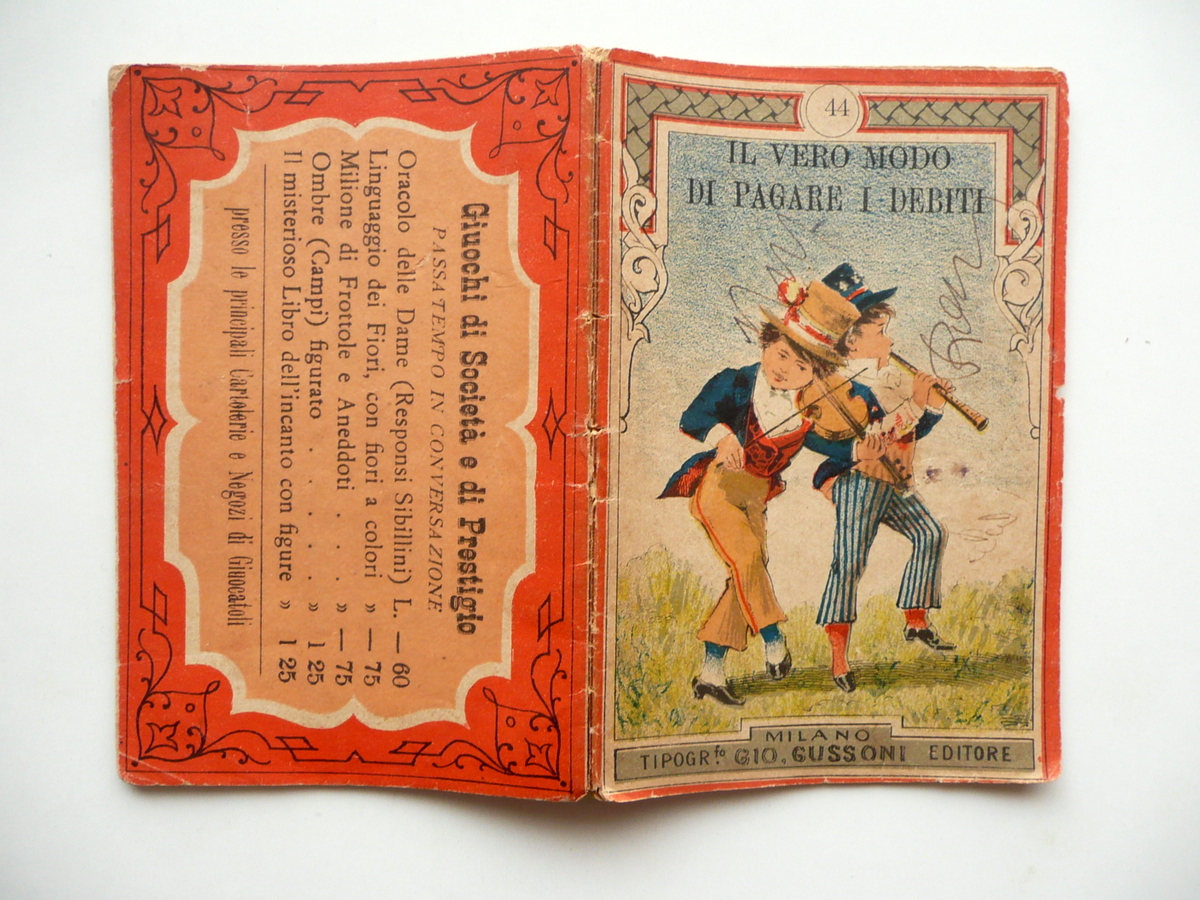 44
IL VERO MODO
DI PAGARE I DEBITI
MILANO
TIPOGR.fo GIO. GUSSONI EDITORE
Giuochi di Società e di Prestigio
PASSATEMPO IN CONVERSAZIONE
Oracolo delle Dame (Responsi Sibillini) L. — 60
Linguaggio dei Fiori, con fiori a colori » — 75
Milione di Frottole e Aneddoti . . » — 75
Ombre (Campi) figurato . . . . . » 1 25
Il misterioso Libro dell'incanto con figure » 1 25
presso le principali Cartolerie e Negozi di Giuocatoli